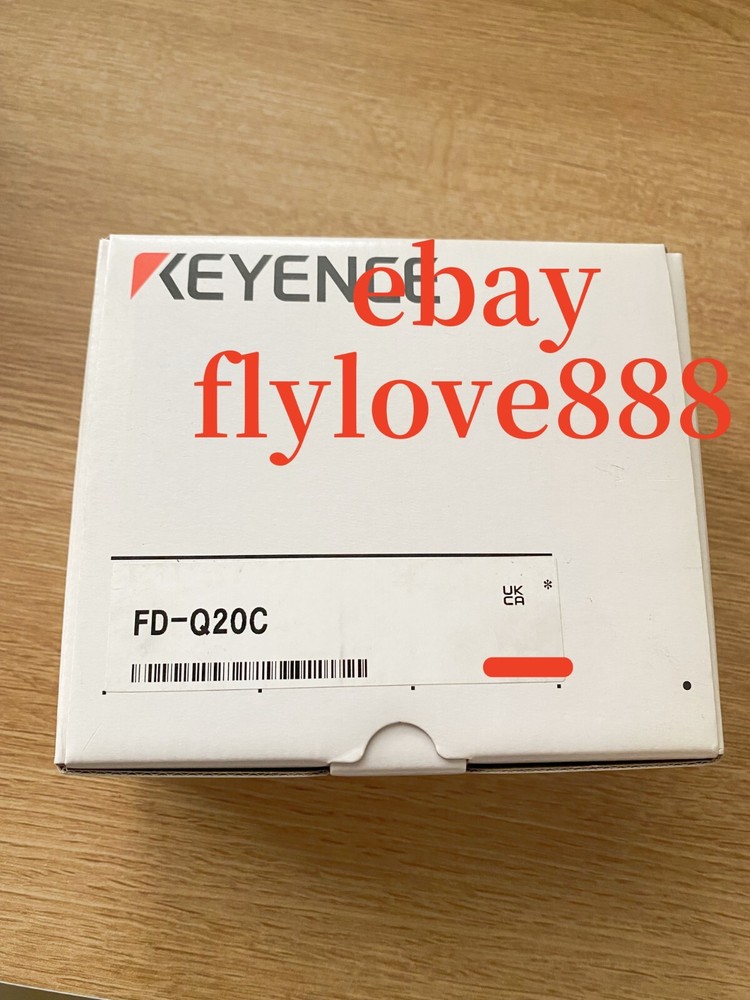 KEYENCE
ebay
flylove888
UK
CA
*
FD-Q20C